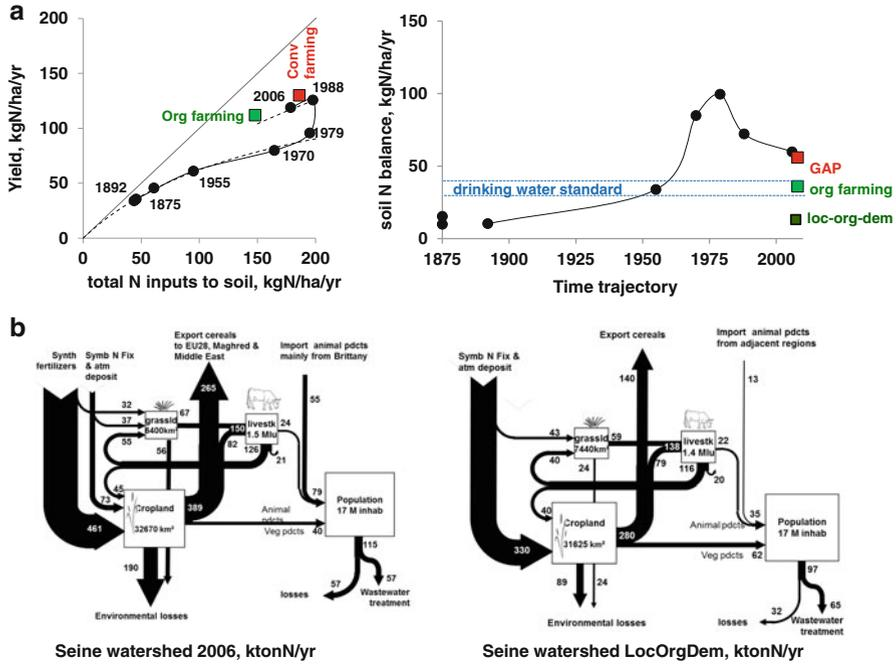 a
200
150
100
50
0
Yield, kgN/ha/yr
0
50
100
150
200
total N inputs to soil, kgN/ha/yr
Conv
farming
1988
2006
Org farming
1979
1970
1955
1892
1875
150
100
50
0
soil N balance, kgN/ha/yr
1875
1900
1925
1950
1975
2000
Time trajectory
drinking water standard
GAP
org farming
loc-org-dem
b
Synth
fertilizers
Symb N Fix
& atm
deposit
Export cereals
to EU28, Maghred &
Middle East
Import animal pdcts
mainly from Brittany
265
55
32
37
55
grassld
6400km²
67
56
150
82
126
livestk
1.5 Mlu
24
21
45
73
461
Cropland
32670 km²
389
Animal
pdcts
Veg pdcts
79
40
Population
17 M inhab
190
Environmental losses
115
57
57
losses
Wastewater
treatment
Seine watershed 2006, ktonN/yr
Symb N Fix &
atm deposit
Export cereals
Import animal pdcts
from adjacent regions
140
13
43
40
grassld
7440km²
59
24
138
79
116
livestk
1.4 Mlu
22
20
40
330
Cropland
31625 km²
280
Animal pdcts
Veg pdcts
35
62
Population
17 M inhab
89
24
Environmental losses
97
32
65
losses
Wastewater
treatment
Seine watershed LocOrgDem, ktonN/yr